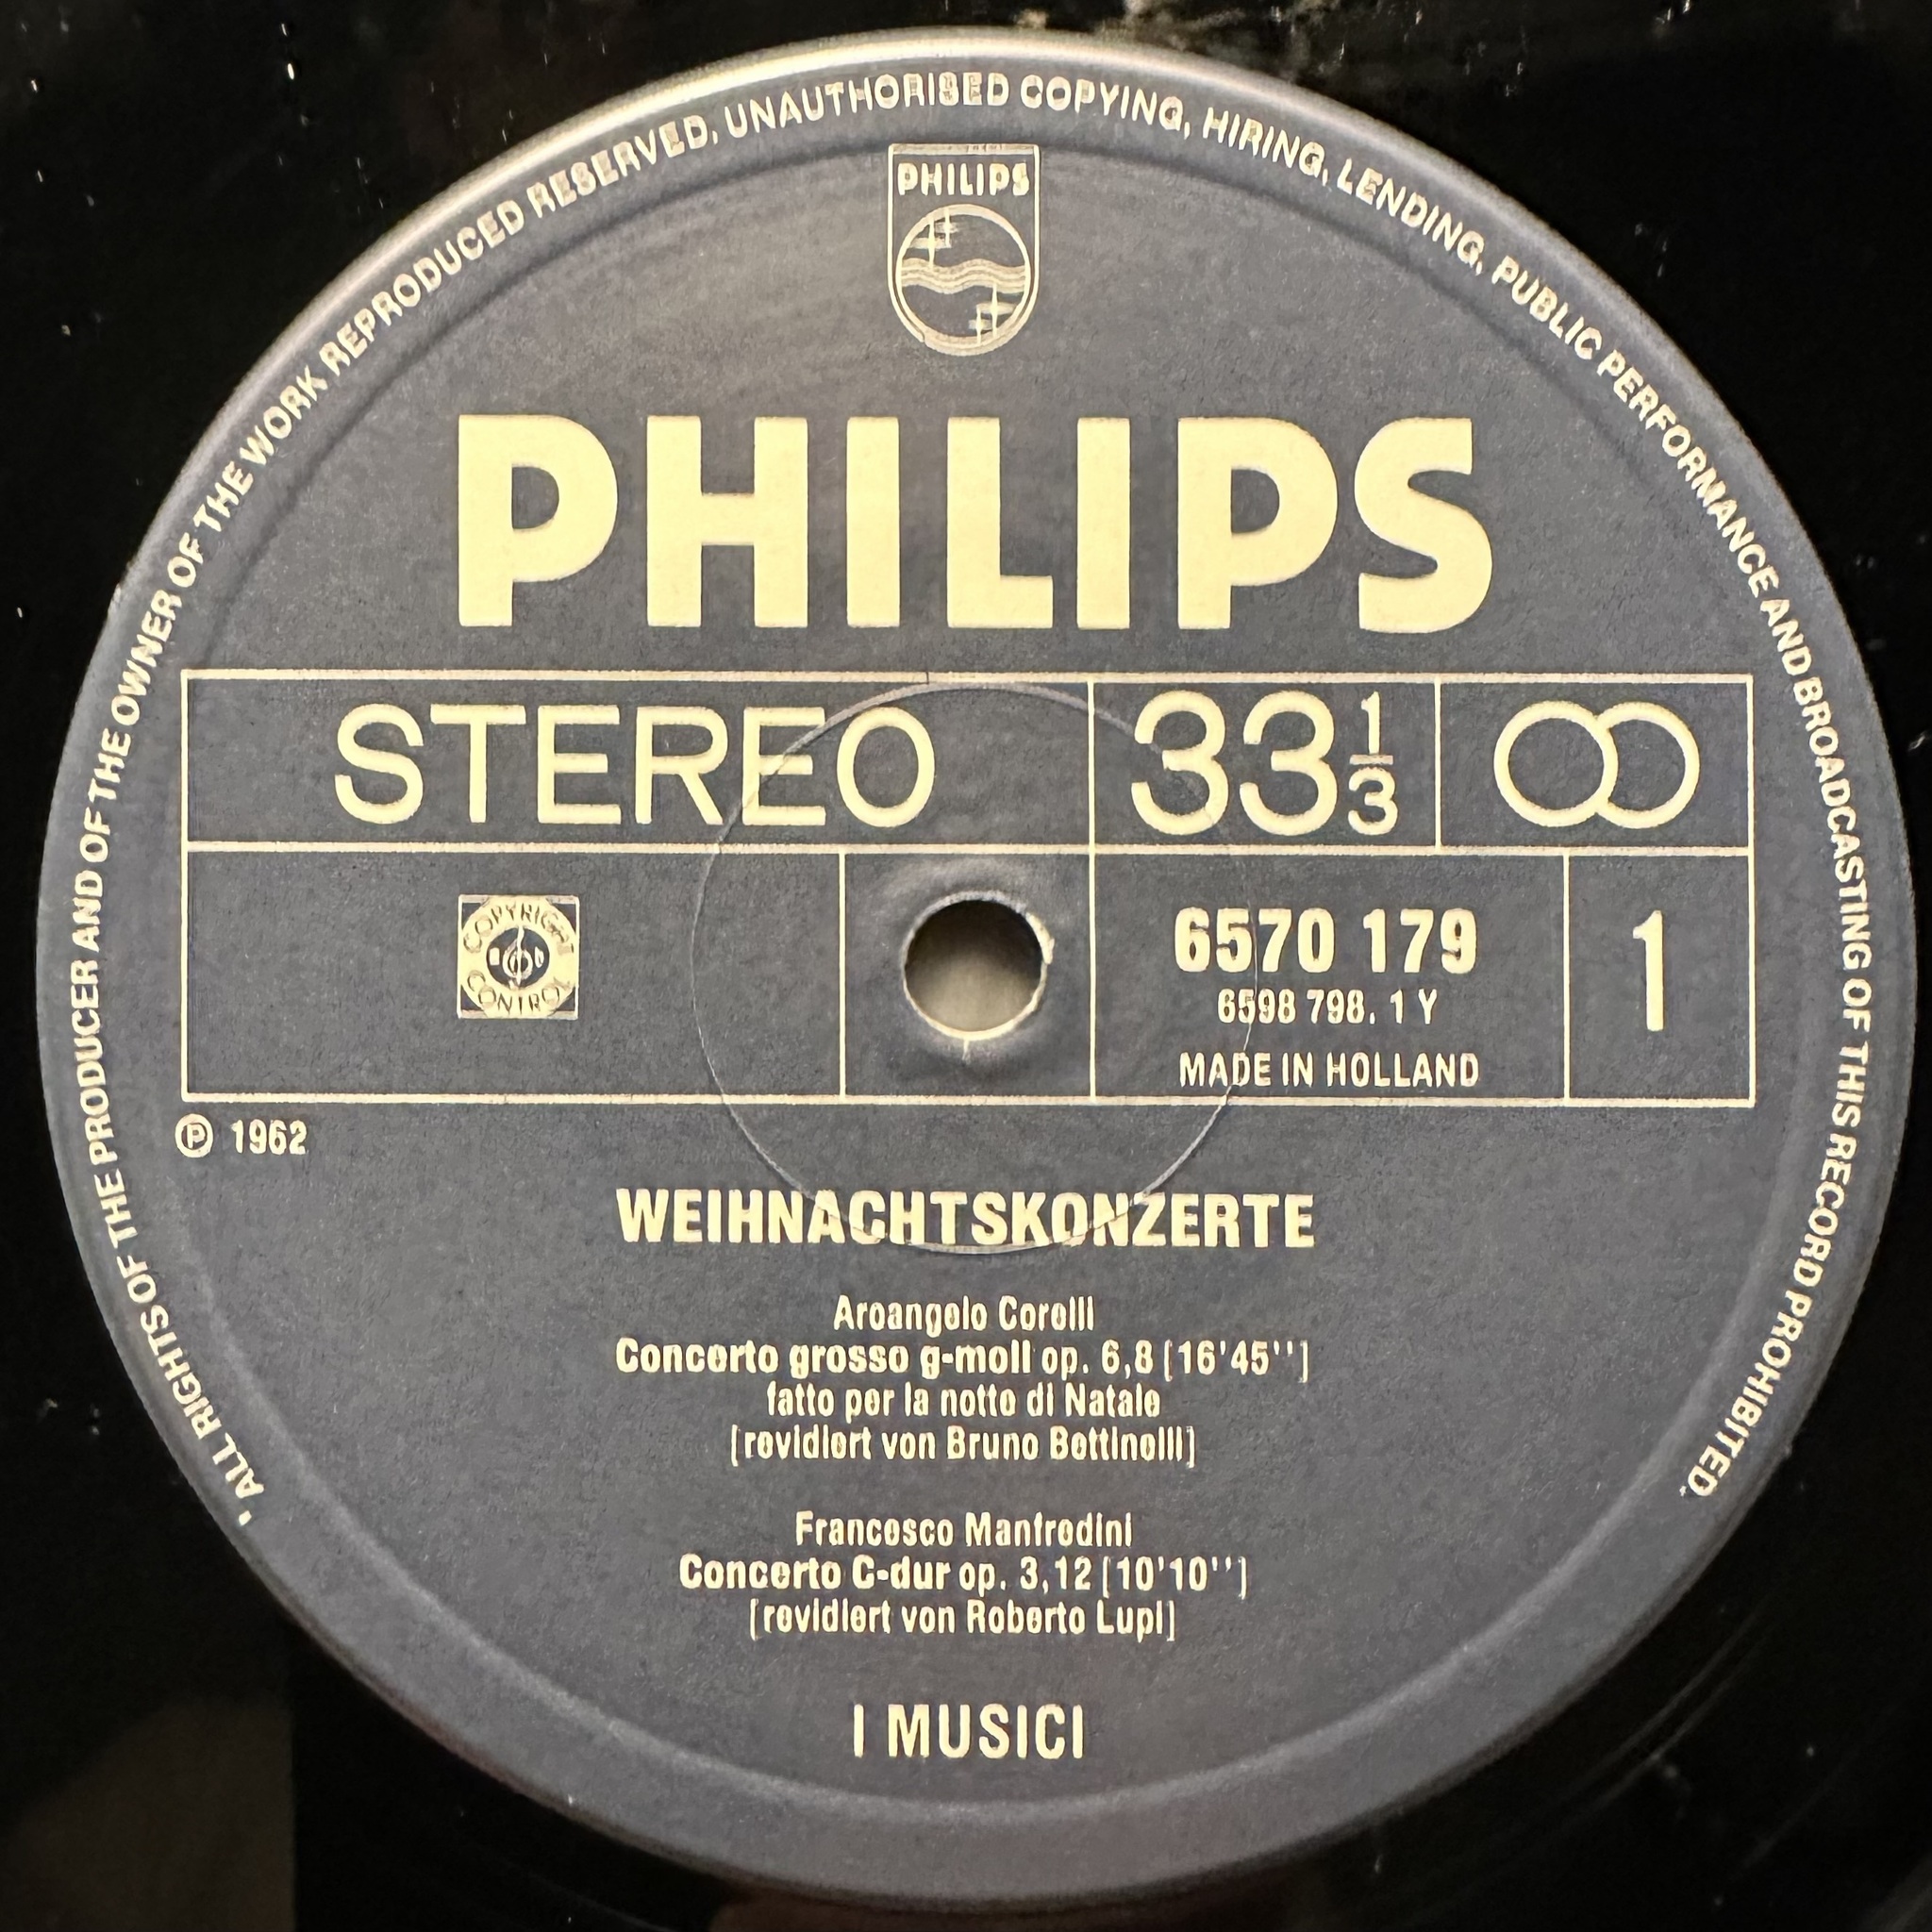 * ALL RIGHTS OF THE PRODUCER AND OF THE OWNER OF THE WORK REPRODUCED RESERVED, UNAUTHORISED COPYING, HIRING, LENDING, PUBLIC PERFORMANCE AND BROADCASTING OF THIS RECORD PROHIBITED *
PHILIPS
PHILIPS
STEREO 33 1/3
COPYRIGHT
CONTROL
6570 179 1
6598 798. 1 Y
MADE IN HOLLAND
Ⓟ 1962
WEIHNACHTSKONZERTE
Arcangelo Corelli
Concerto grosso g-moll op. 6,8 [16'45'']
fatto per la notte di Natale
[revidiert von Bruno Bettinelli]
Francesco Manfredini
Concerto C-dur op. 3,12 [10'10'']
[revidiert von Roberto Lupi]
I MUSICI